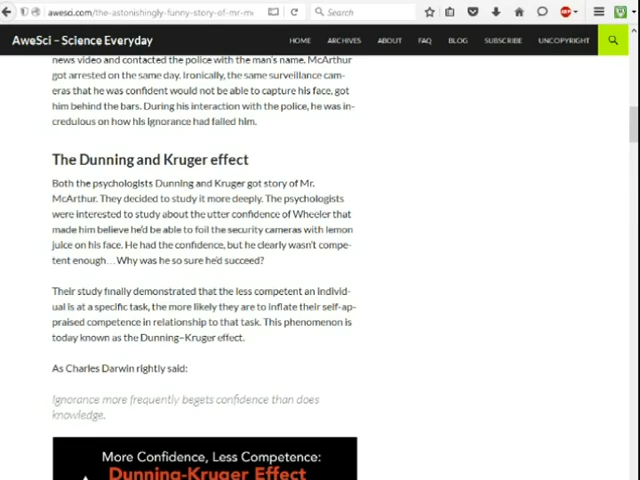 awesci.com/the-astonishingly-funny-story-of-mr-m
Search
AweSci – Science Everyday
HOME
ARCHIVES
ABOUT
FAQ
BLOG
SUBSCRIBE
UNCOPYRIGHT
news video and contacted the police with the man's name. McArthur
got arrested on the same day. Ironically, the same surveillance cam-
eras that he was confident would not be able to capture his face, got
him behind the bars. During his interaction with the police, he was in-
credulous on how his ignorance had failed him.
The Dunning and Kruger effect
Both the psychologists Dunning and Kruger got story of Mr.
McArthur. They decided to study it more deeply. The psychologists
were interested to study about the utter confidence of Wheeler that
made him believe he'd be able to foil the security cameras with lemon
juice on his face. He had the confidence, but he clearly wasn't compe-
tent enough... Why was he so sure he'd succeed?
Their study finally demonstrated that the less competent an individ-
ual is at a specific task, the more likely they are to inflate their self-ap-
praised competence in relationship to that task. This phenomenon is
today known as the Dunning–Kruger effect.
As Charles Darwin rightly said:
Ignorance more frequently begets confidence than does
knowledge.
More Confidence, Less Competence:
Dunning-Kruger Effect